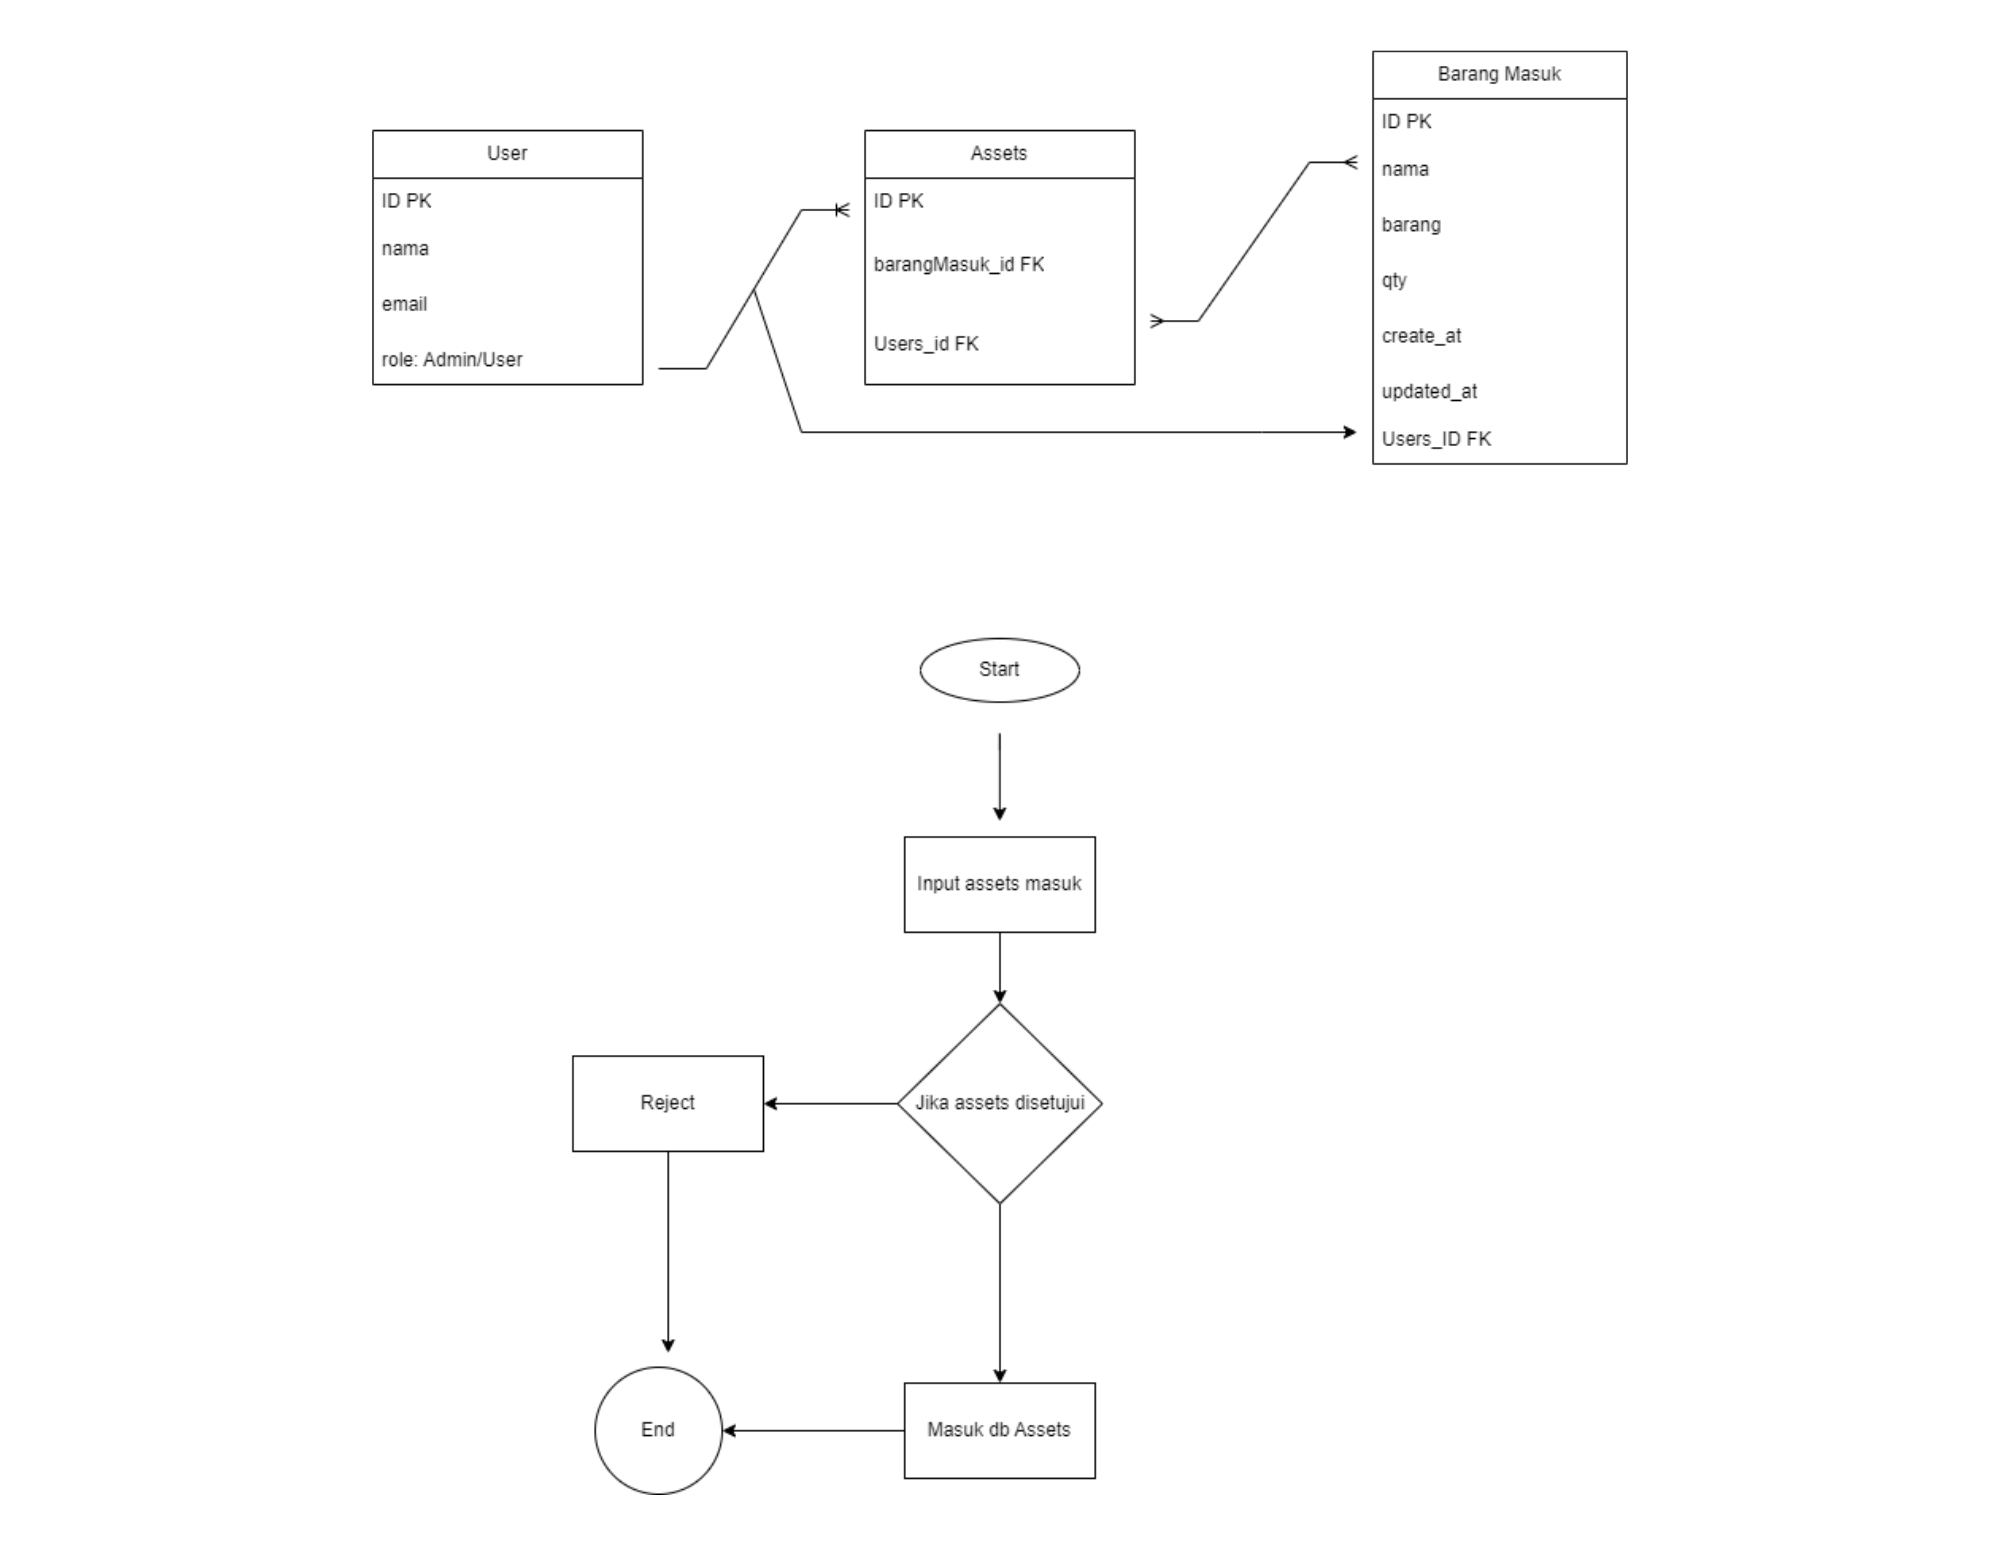 User
ID PK
nama
email
role: Admin/User
Assets
ID PK
barangMasuk_id FK
Users_id FK
Barang Masuk
ID PK
nama
barang
qty
create_at
updated_at
Users_ID FK
Start
Input assets masuk
Jika assets disetujui
Reject
Masuk db Assets
End